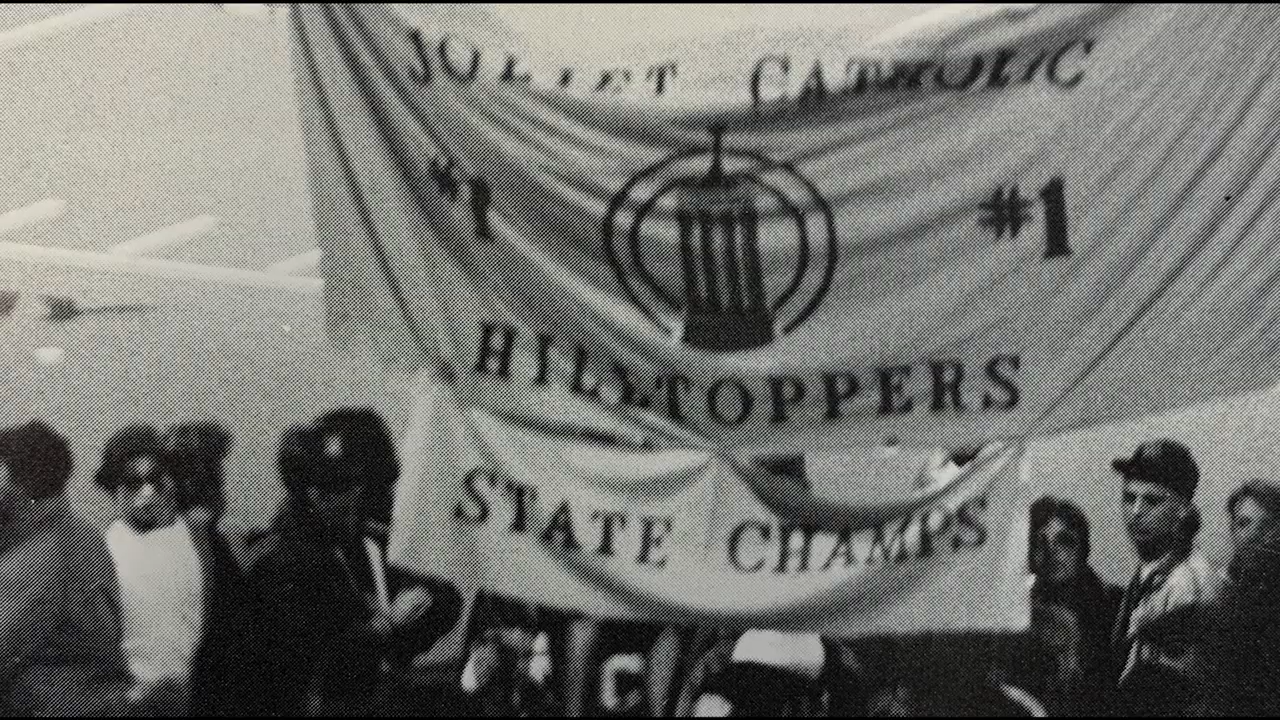 JOLIET CATHOLIC
#1 #1
HILLTOPPERS
STATE CHAMPS
C